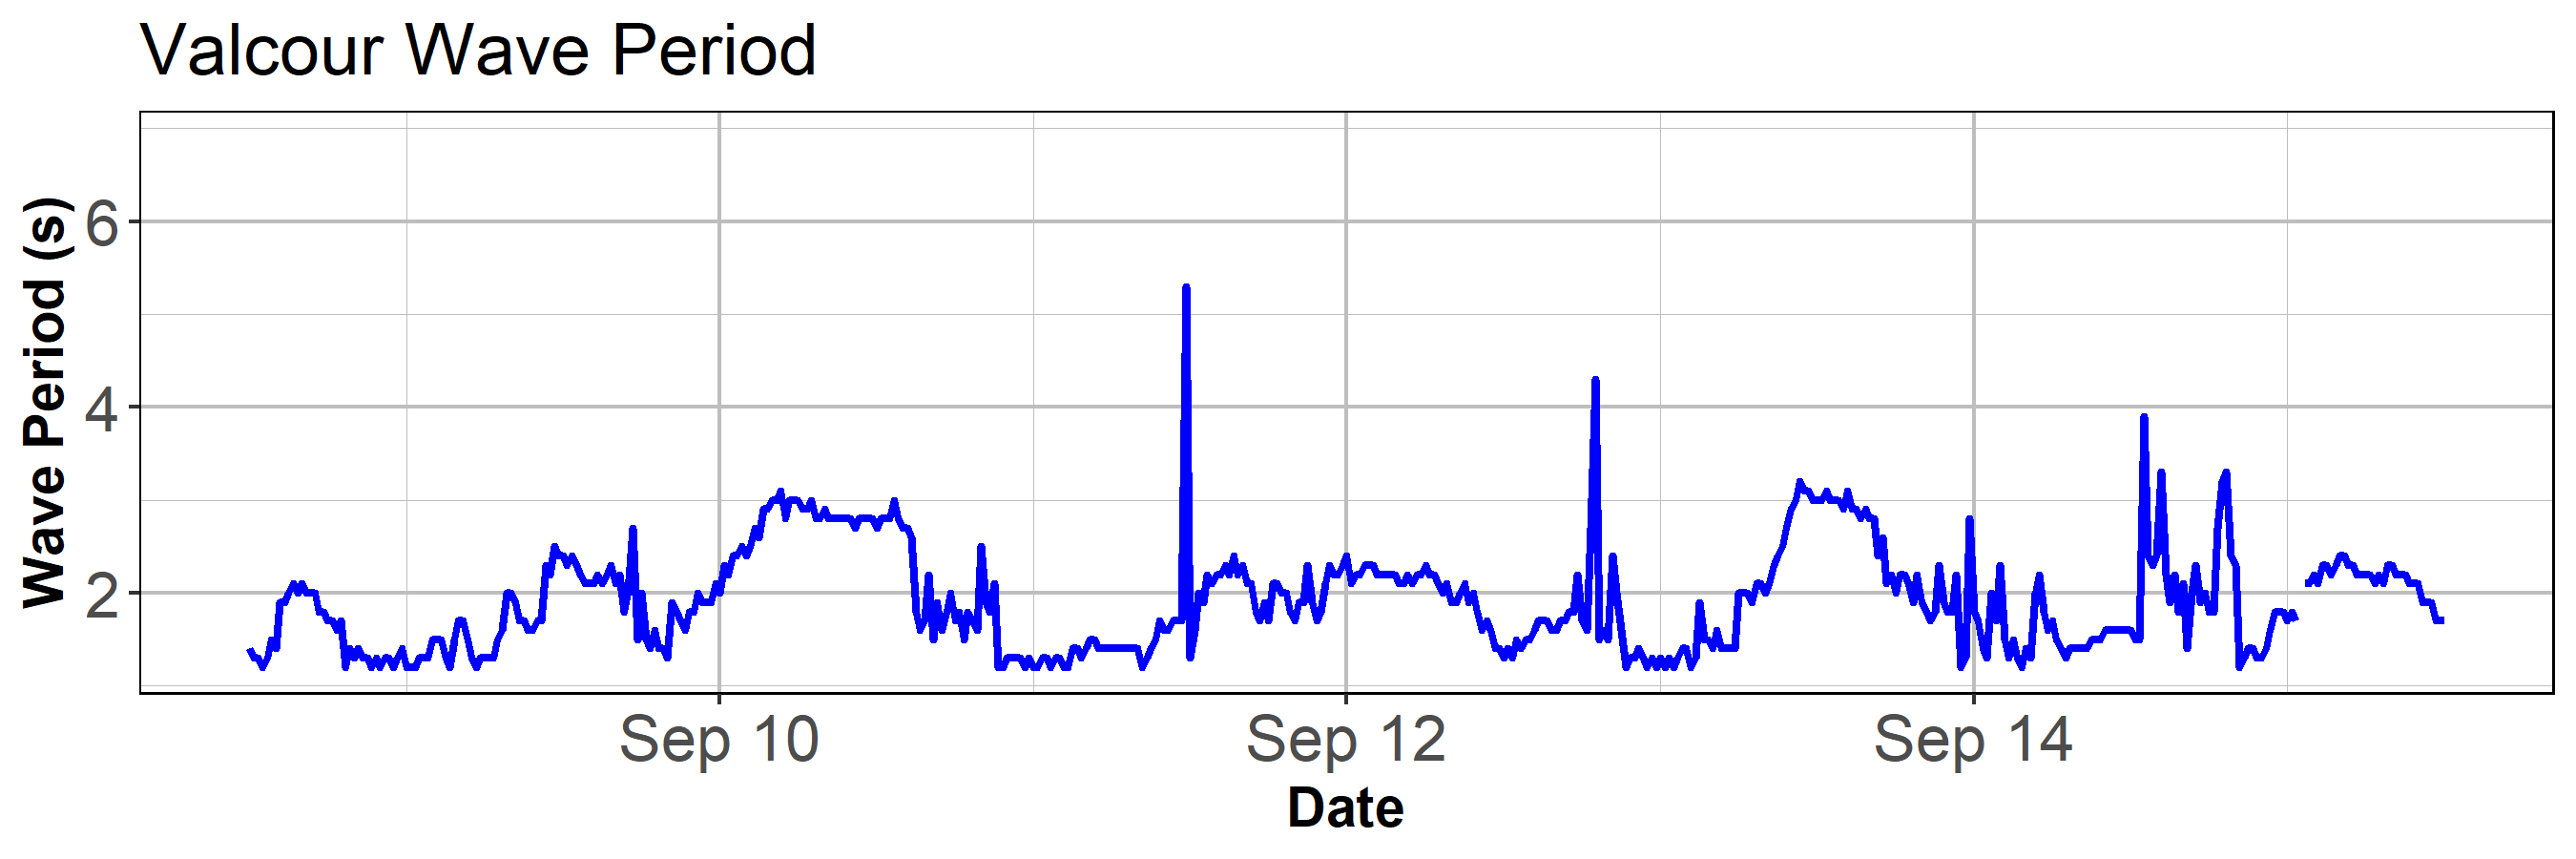 Valcour Wave Period
Wave Period (s)
6
4
2
Sep 10
Sep 12
Sep 14
Date